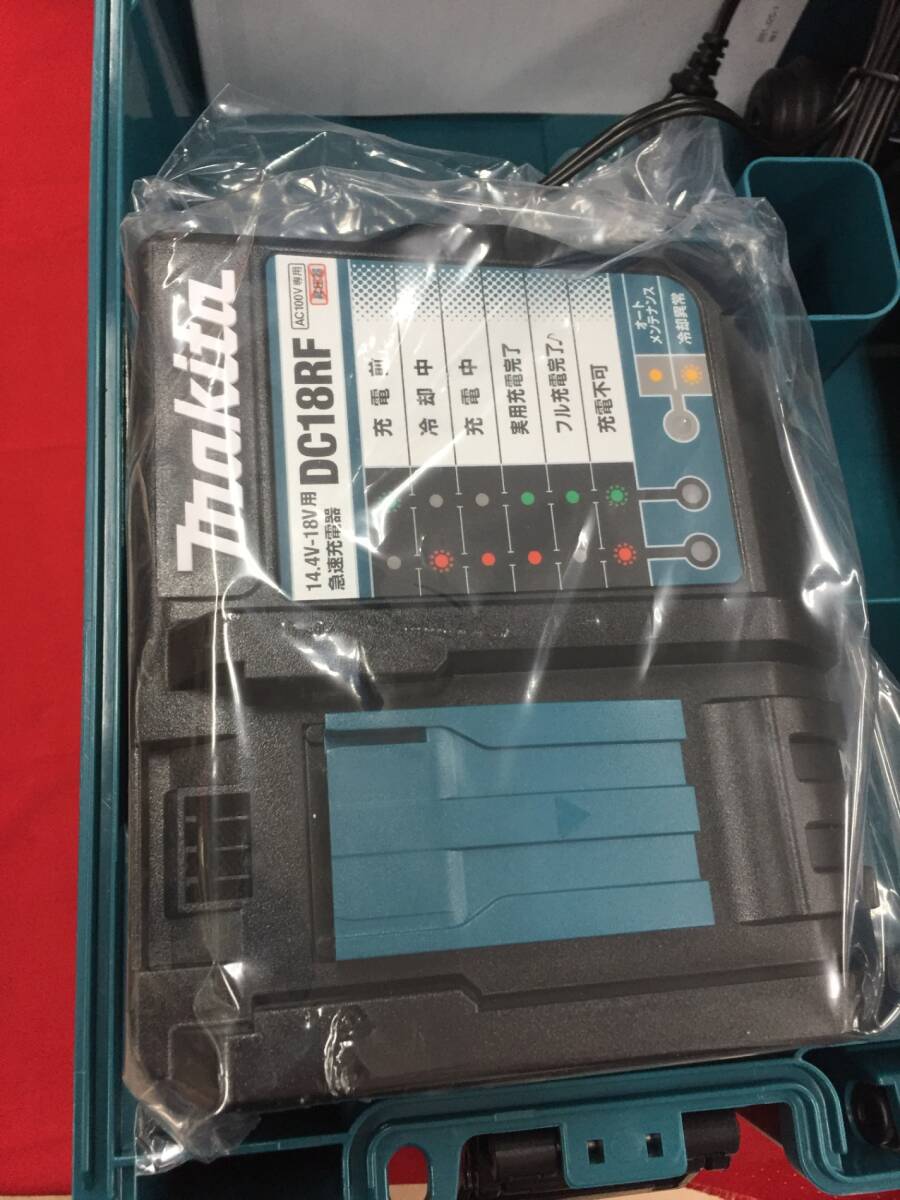 makita
14.4V-18V用
急速充電器
DC18RF
AC100V専用
昇圧器
充電前
冷却中
充電中
実用充電完了
フル充電完了♪
充電不可
オート
メンテナンス
冷却異常